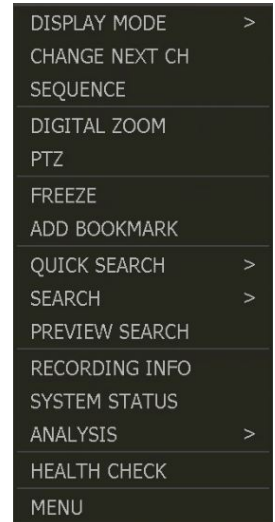 DISPLAY MODE >
CHANGE NEXT CH
SEQUENCE
DIGITAL ZOOM
PTZ
FREEZE
ADD BOOKMARK
QUICK SEARCH >
SEARCH >
PREVIEW SEARCH
RECORDING INFO
SYSTEM STATUS
ANALYSIS >
HEALTH CHECK
MENU